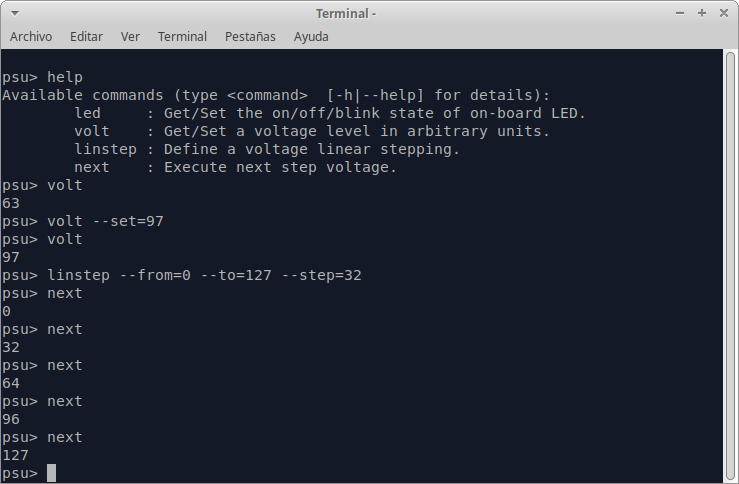 Terminal -
Archivo Editar Ver Terminal Pestañas Ayuda
psu> help
Available commands (type <command>  [-h|--help] for details):
        led     : Get/Set the on/off/blink state of on-board LED.
        volt    : Get/Set a voltage level in arbitrary units.
        linstep : Define a voltage linear stepping.
        next    : Execute next step voltage.
psu> volt
63
psu> volt --set=97
psu> volt
97
psu> linstep --from=0 --to=127 --step=32
psu> next
0
psu> next
32
psu> next
64
psu> next
96
psu> next
127
psu>